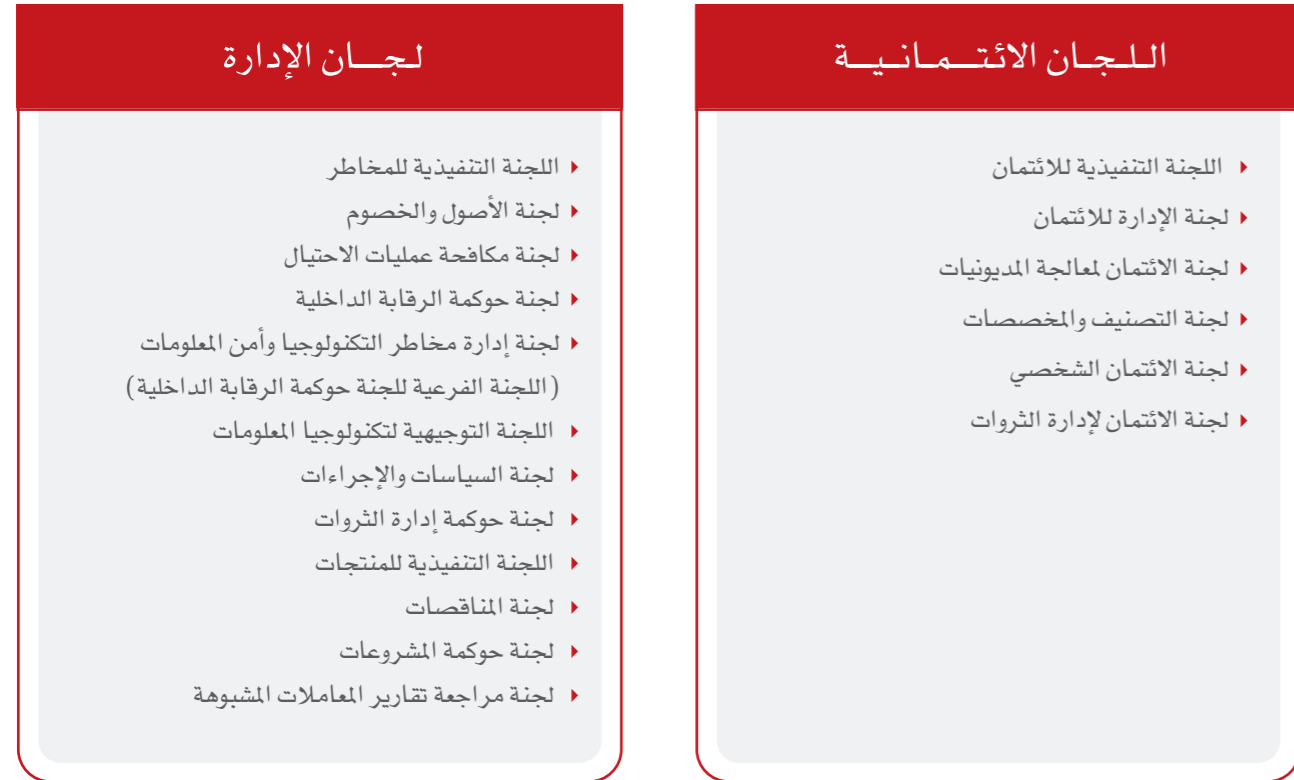 اللجان الائتمانية
اللجنة التنفيذية للائتمان
لجنة الإدارة للائتمان
لجنة الائتمان لمعالجة المديونيات
لجنة التصنيف والمخصصات
لجنة الائتمان الشخصي
لجنة الائتمان لإدارة الثروات
لجان الإدارة
اللجنة التنفيذية للمخاطر
لجنة الأصول والخصوم
لجنة مكافحة عمليات الاحتيال
لجنة حوكمة الرقابة الداخلية
لجنة إدارة مخاطر التكنولوجيا وأمن المعلومات
(اللجنة الفرعية للجنة حوكمة الرقابة الداخلية)
اللجنة التوجيهية لتكنولوجيا المعلومات
لجنة السياسات والإجراءات
لجنة حوكمة إدارة الثروات
اللجنة التنفيذية للمنتجات
لجنة المناقصات
لجنة حوكمة المشروعات
لجنة مراجعة تقارير المعاملات المشبوهة